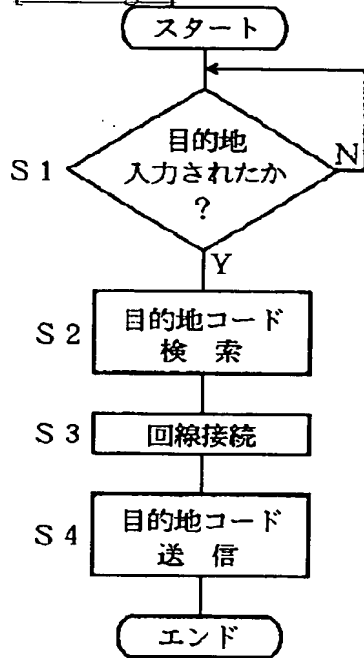 スタート
S1
目的地
入力されたか
?
N
Y
S2
目的地コード
検 索
S3
回線接続
S4
目的地コード
送 信
エンド